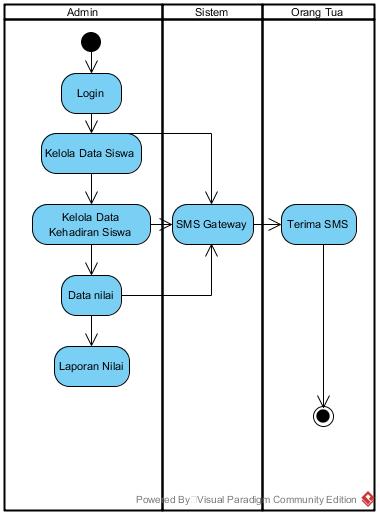 Admin
Sistem
Orang Tua
Login
Kelola Data Siswa
Kelola Data
Kehadiran Siswa
SMS Gateway
Terima SMS
Data nilai
Laporan Nilai
Powered By Visual Paradigm Community Edition